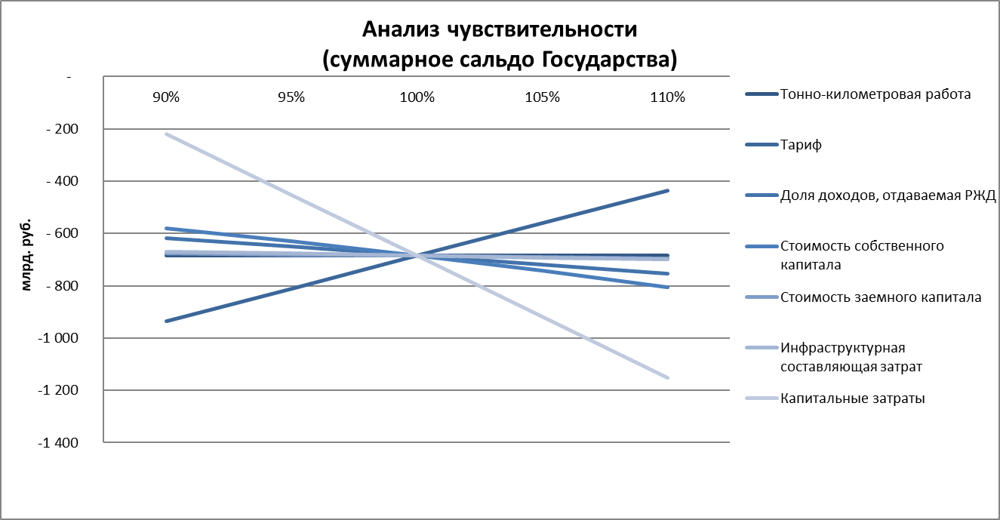 Анализ чувствительности
(суммарное сальдо Государства)
-
90%
95%
100%
105%
110%
- 200
- 400
- 600
- 800
-1 000
-1 200
-1 400
млрд. руб.
Тонно-километровая работа
Тариф
Доля доходов, отдаваемая РЖД
Стоимость собственного
капитала
Стоимость заемного капитала
Инфраструктурная
составляющая затрат
Капитальные затраты